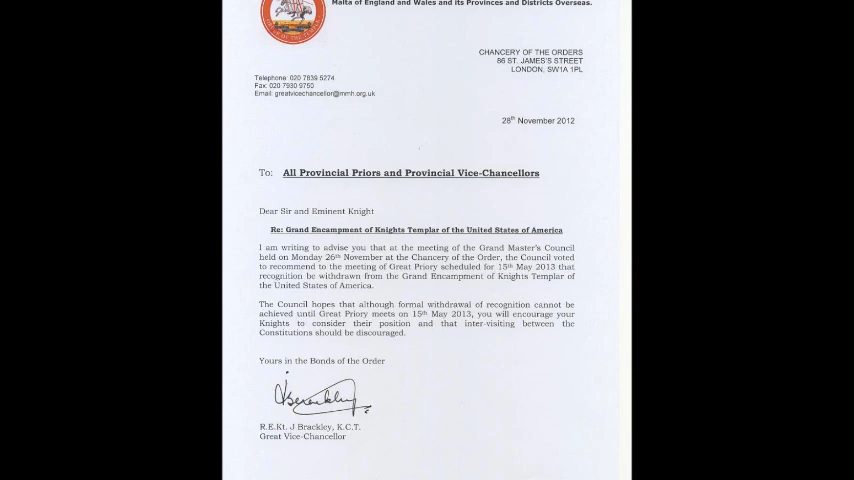 Malta of England and Wales and its Provinces and Districts Overseas.
CHANCERY OF THE ORDERS
86 ST. JAMES'S STREET
LONDON, SW1A 1PL
Telephone: 020 7839 5274
Fax: 020 7930 9750
Email: greatvicechancellor@mmh.org.uk
28th November 2012
To: All Provincial Priors and Provincial Vice-Chancellors
Dear Sir and Eminent Knight
Re: Grand Encampment of Knights Templar of the United States of America
I am writing to advise you that at the meeting of the Grand Master's Council
held on Monday 26th November at the Chancery of the Order, the Council voted
to recommend to the meeting of Great Priory scheduled for 15th May 2013 that
recognition be withdrawn from the Grand Encampment of Knights Templar of
the United States of America.
The Council hopes that although formal withdrawal of recognition cannot be
achieved until Great Priory meets on 15th May 2013, you will encourage your
Knights to consider their position and that inter-visiting between the
Constitutions should be discouraged.
Yours in the Bonds of the Order
JBrackley
R.E.Kt. J Brackley, K.C.T.
Great Vice-Chancellor